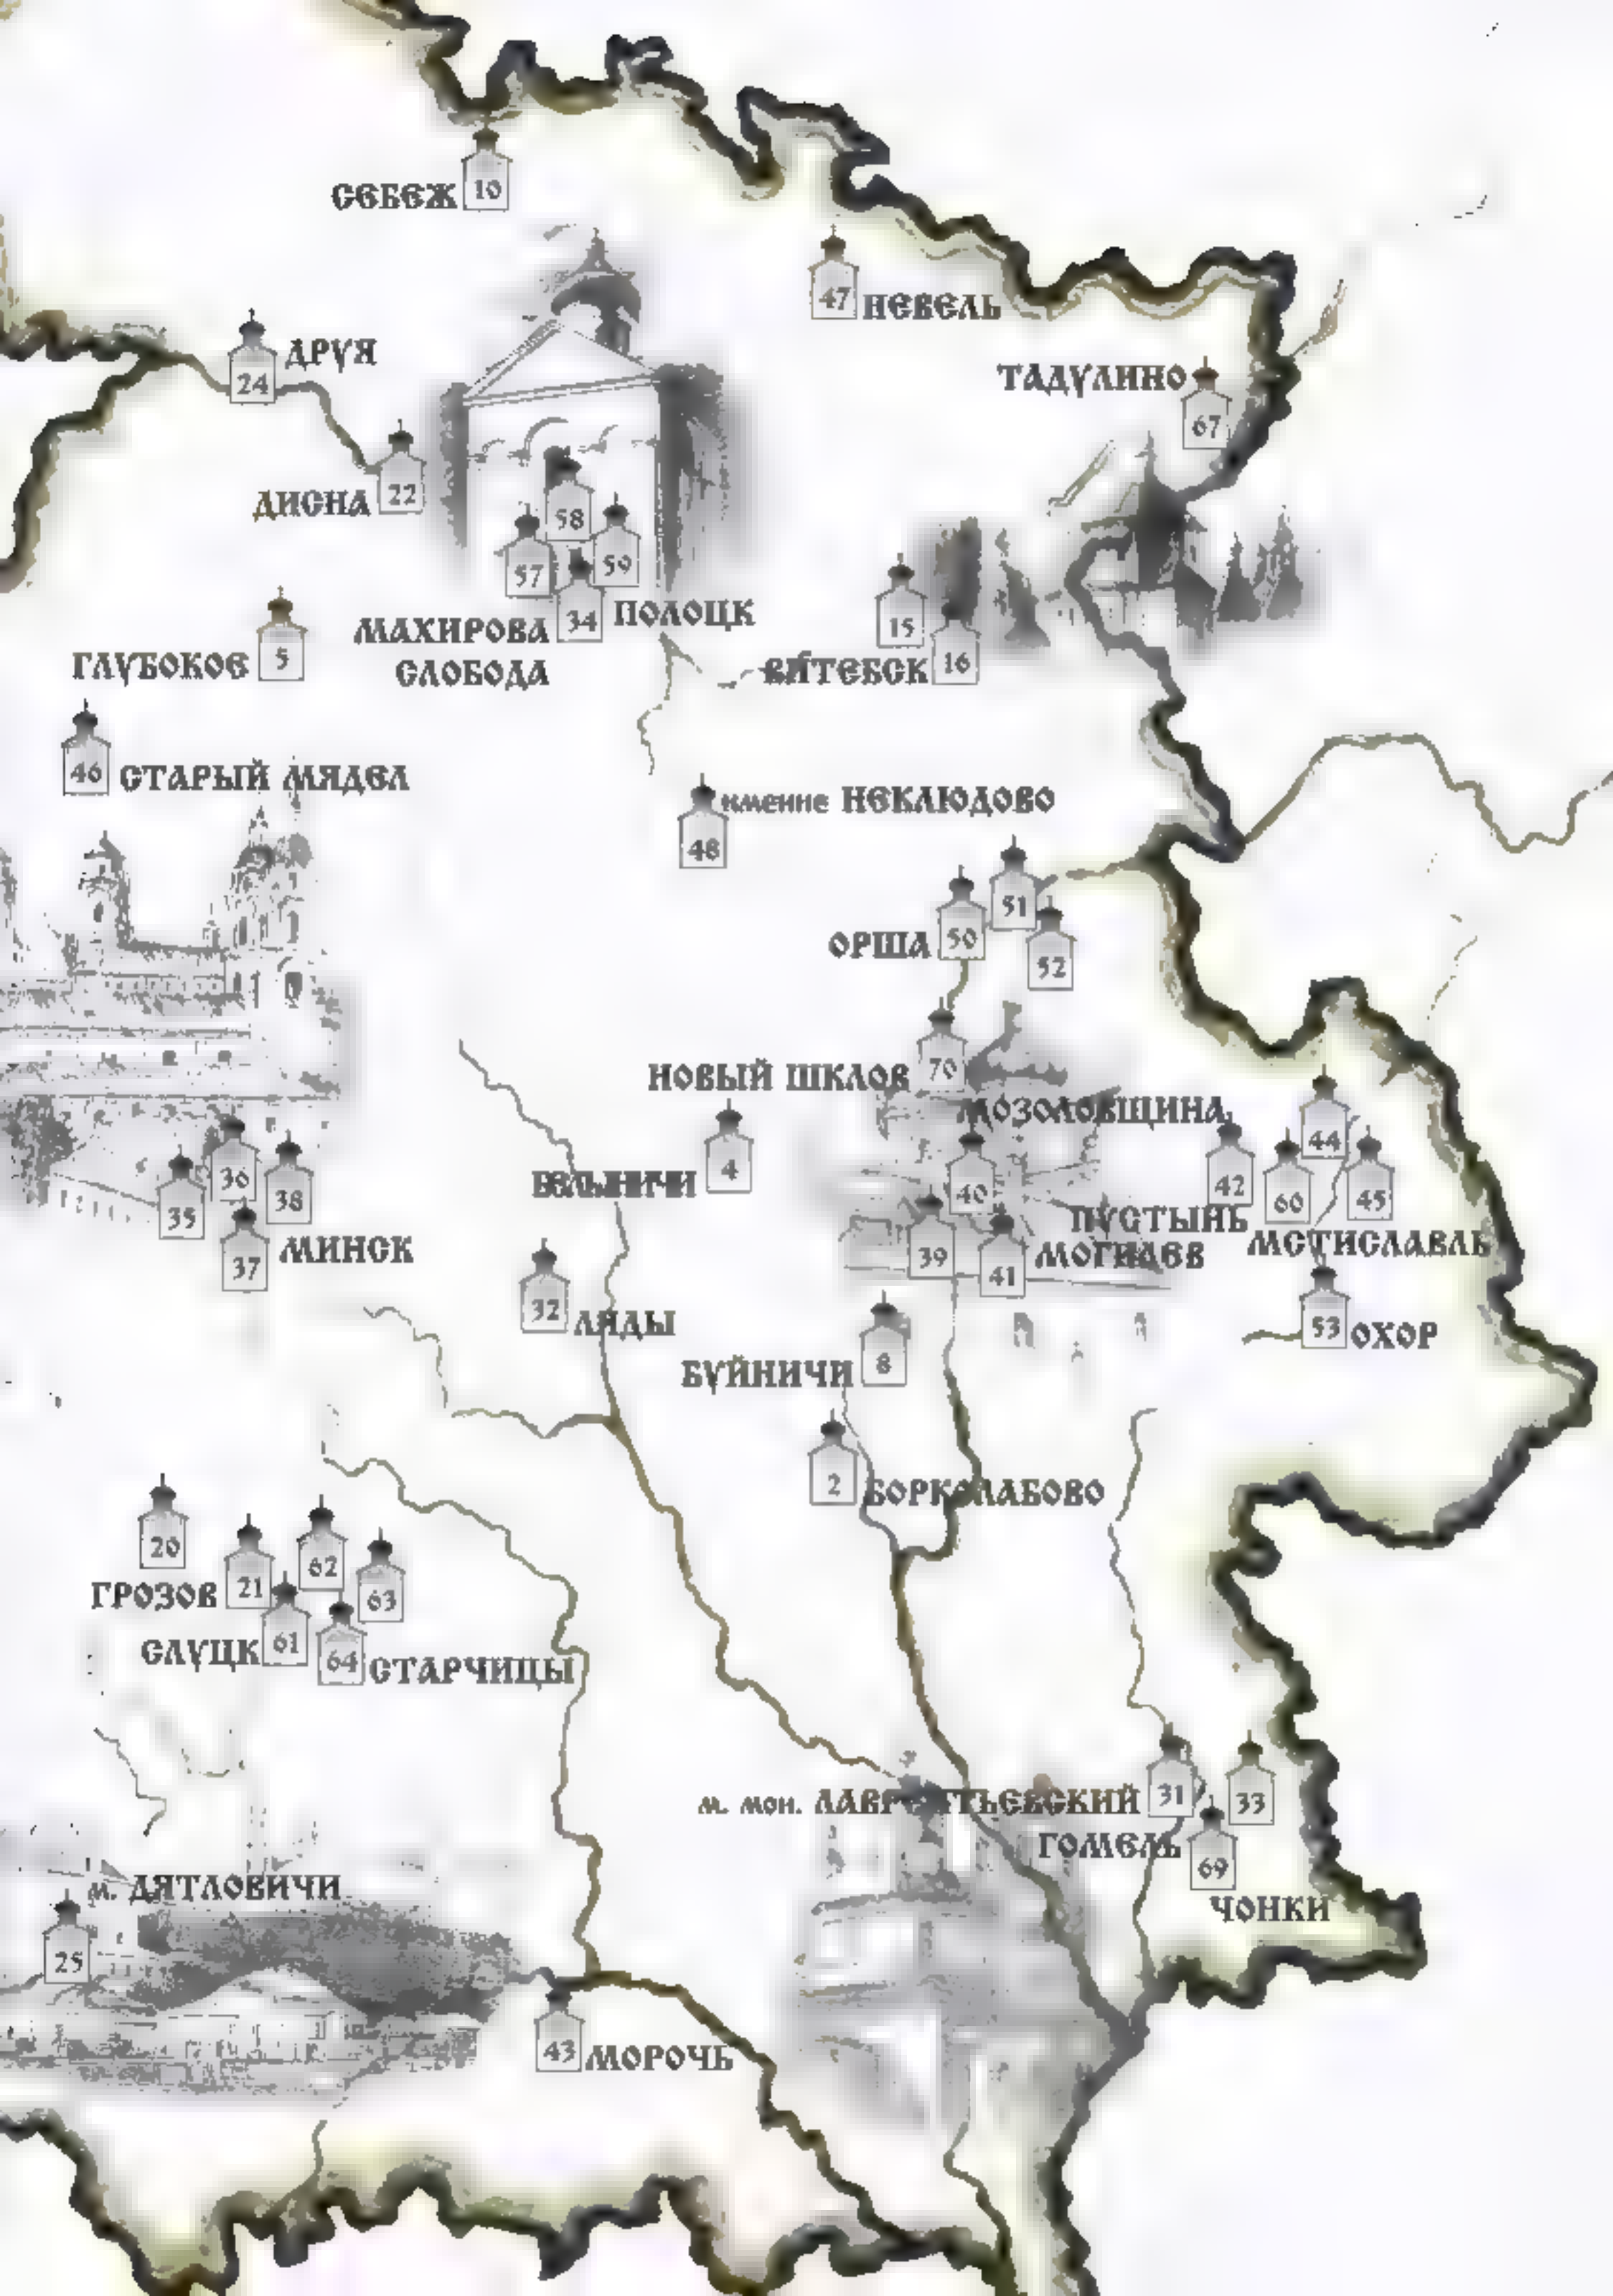 10
СЕБЕЖ
47 НЕВЕЛЬ
ДРУЯ
24
ТАДУЛИНО
67
ДИСНА 22
58
57
59
34
МАХИРОВА
СЛОБОДА
ПОЛОЦК
15
ВИТЕБСК 16
ГЛУБОКОЕ 5
46 СТАРЫЙ МЯДЕЛ
имение НЕКЛЮДОВО
48
51
ОРША 50
52
НОВЫЙ ШКЛОВ 70
МОЗОЛОВЩИНА
44
4
БЕЛЫНИЧИ
36
35
38
37 МИНСК
40
42
60
45
ПУСТЫНЬ
39
41
МОГИЛЕВ
МСТИСЛАВЛЬ
32
ЛЯДЫ
53 ОХОР
БУЙНИЧИ 8
2 БОРКОЛАБОВО
20
62
ГРОЗОВ 21
63
СЛУЦК 61
64 СТАРЧИЦЫ
м. мон. ЛАВРЕНТЬЕВСКИЙ 31
33
ГОМЕЛЬ
69
ЧОНКИ
м. ДЯТЛОВИЧИ
25
43 МОРОЧЬ